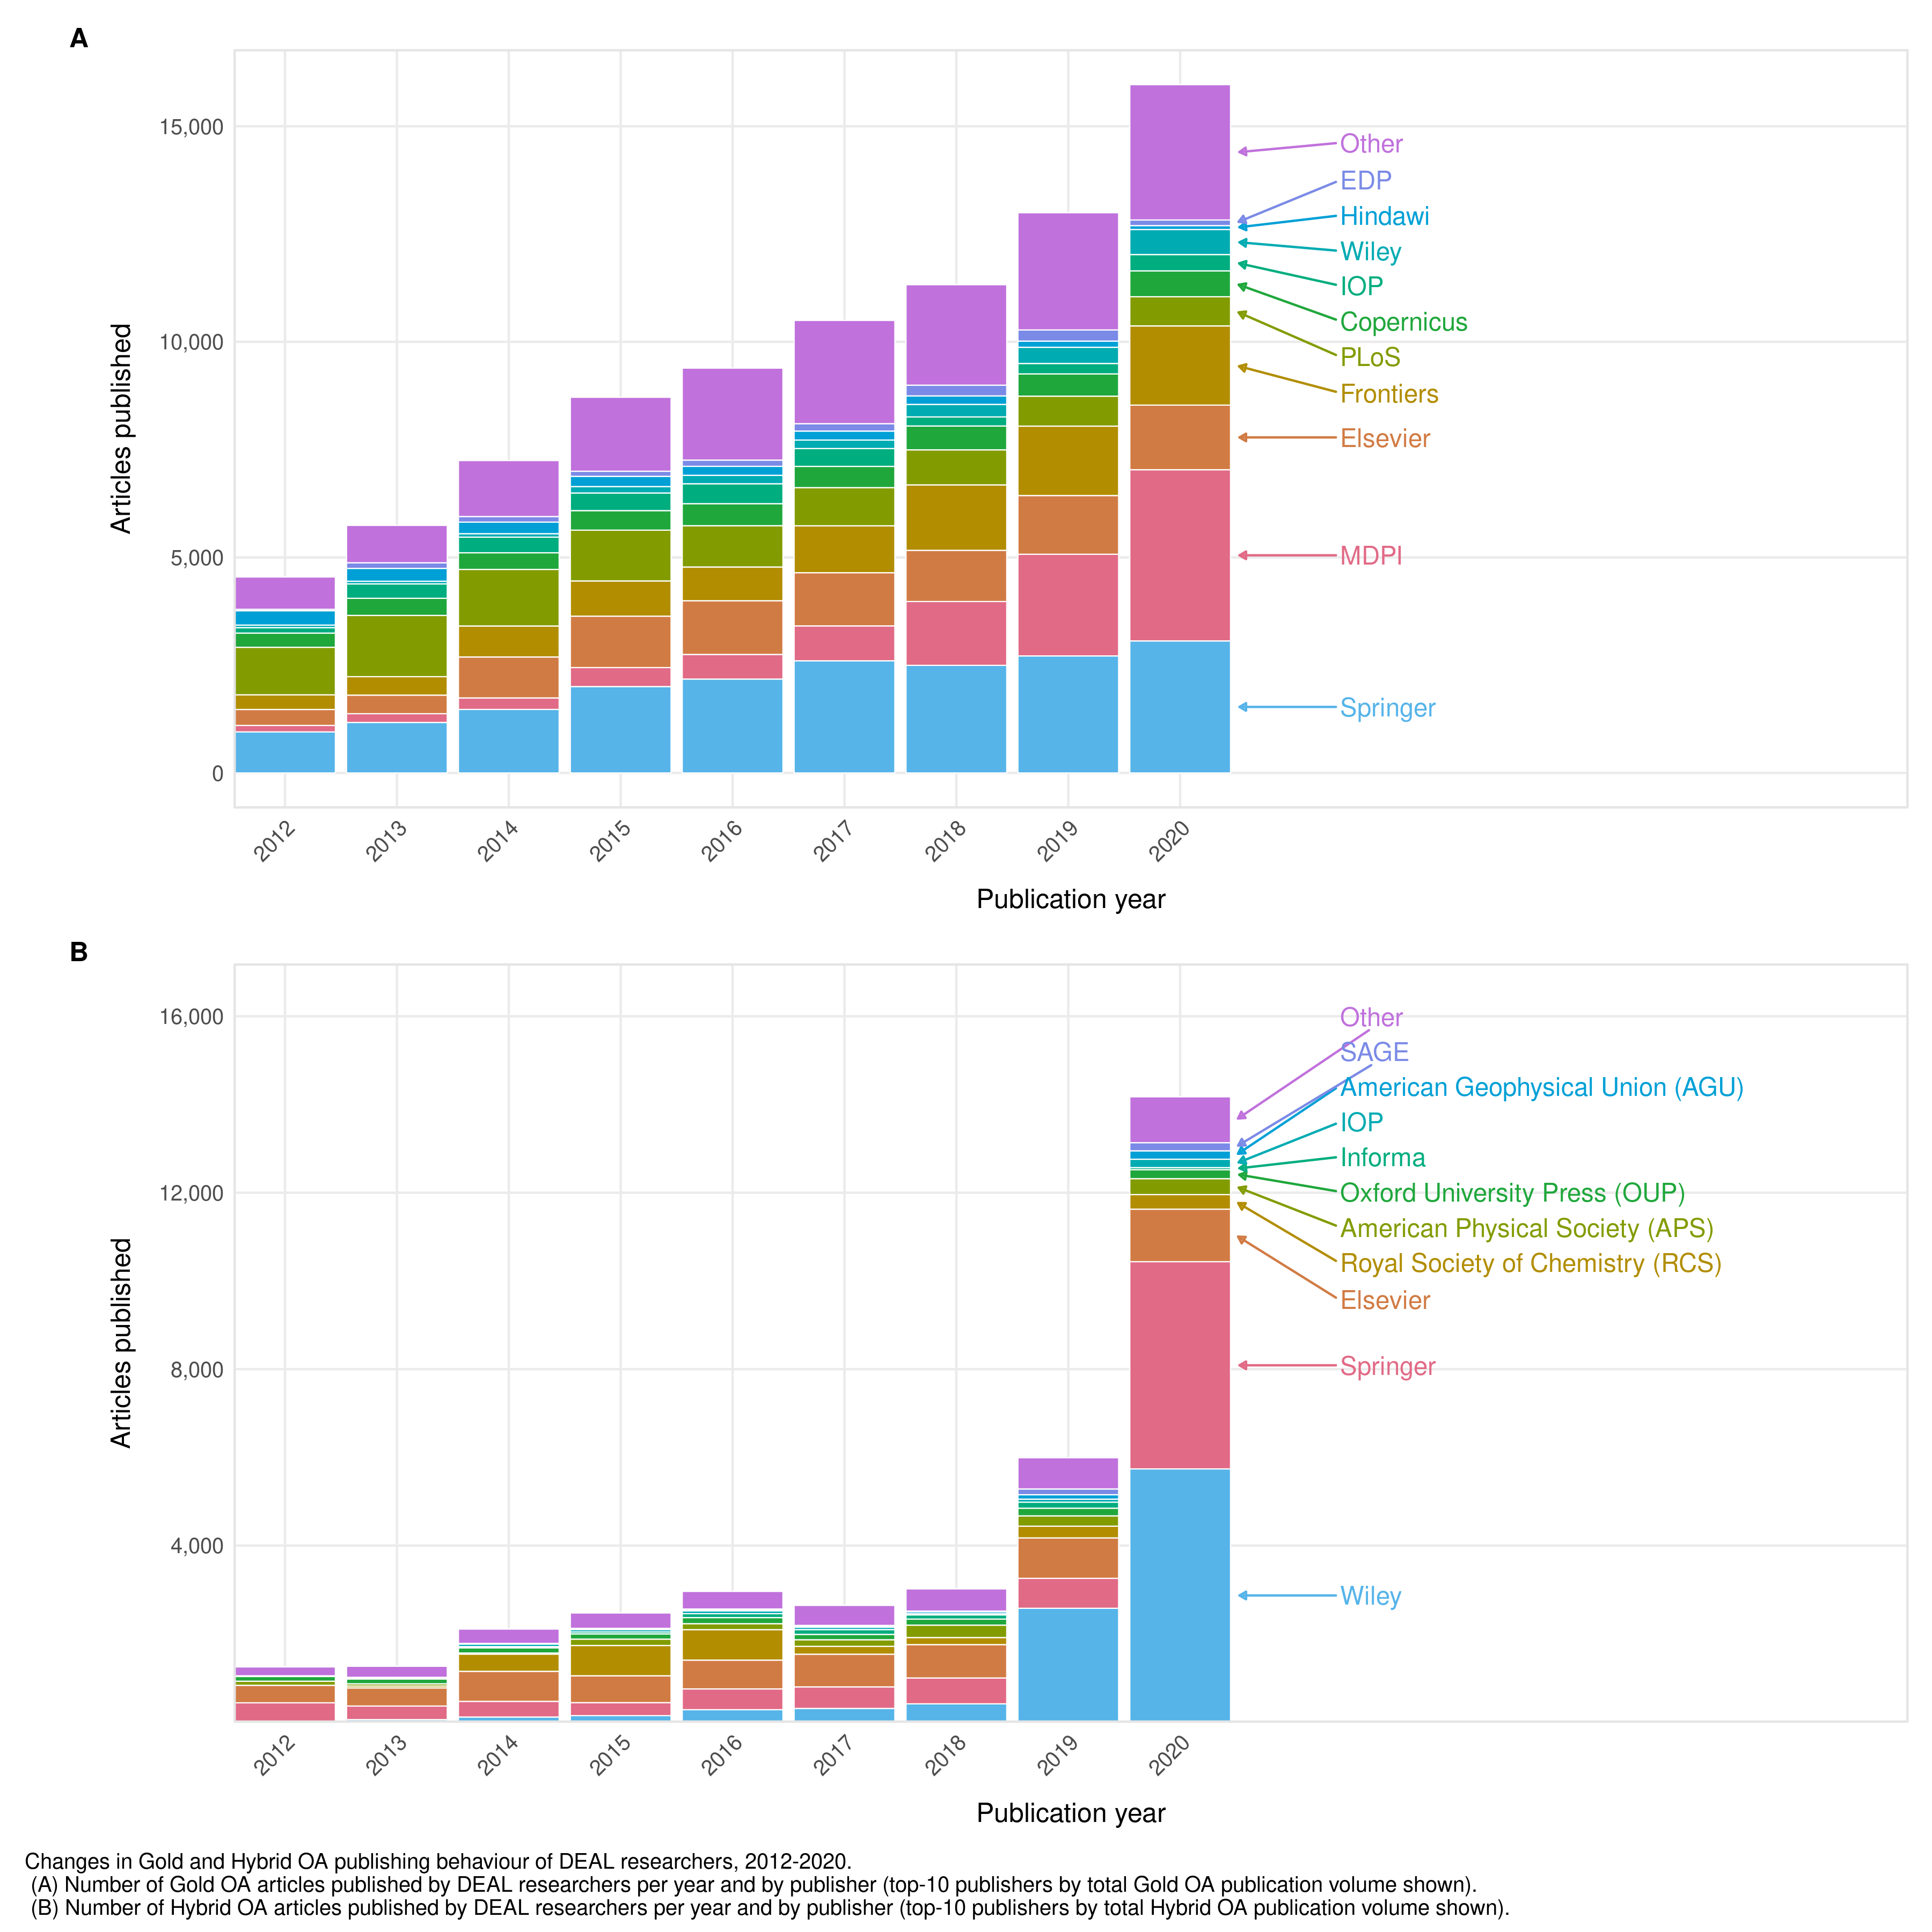 A
Articles published
15,000
10,000
5,000
0
Other
EDP
Hindawi
Wiley
IOP
Copernicus
PLoS
Frontiers
Elsevier
MDPI
Springer
2012
2013
2014
2015
2016
2017
2018
2019
2020
Publication year
B
Articles published
16,000
12,000
8,000
4,000
Other
SAGE
American Geophysical Union (AGU)
IOP
Informa
Oxford University Press (OUP)
American Physical Society (APS)
Royal Society of Chemistry (RCS)
Elsevier
Springer
Wiley
2012
2013
2014
2015
2016
2017
2018
2019
2020
Publication year
Changes in Gold and Hybrid OA publishing behaviour of DEAL researchers, 2012-2020.
(A) Number of Gold OA articles published by DEAL researchers per year and by publisher (top-10 publishers by total Gold OA publication volume shown).
(B) Number of Hybrid OA articles published by DEAL researchers per year and by publisher (top-10 publishers by total Hybrid OA publication volume shown).